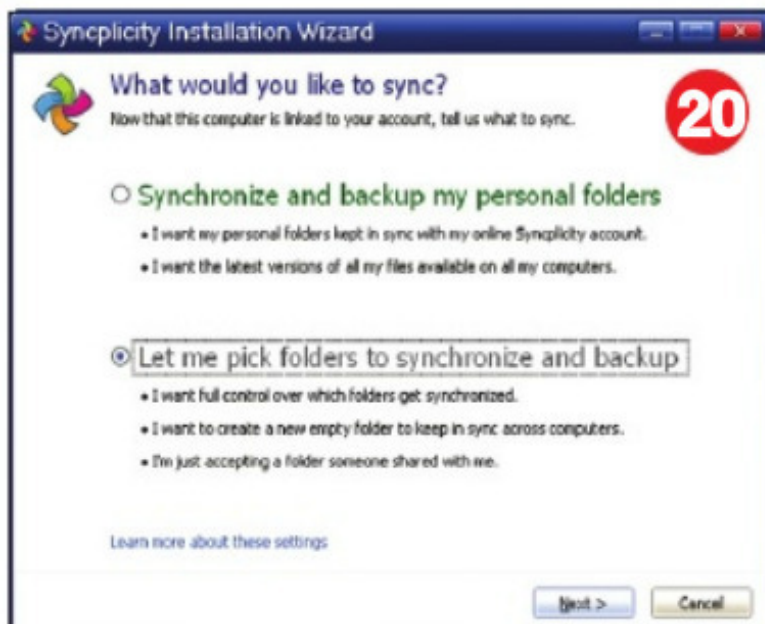 Syncplicity Installation Wizard
What would you like to sync?
Now that this computer is linked to your account, tell us what to sync.
20
Synchronize and backup my personal folders
• I want my personal folders kept in sync with my online Syncplicity account.
• I want the latest versions of all my files available on all my computers.
Let me pick folders to synchronize and backup
• I want full control over which folders get synchronized.
• I want to create a new empty folder to keep in sync across computers.
• I'm just accepting a folder someone shared with me.
Learn more about these settings
Next >
Cancel